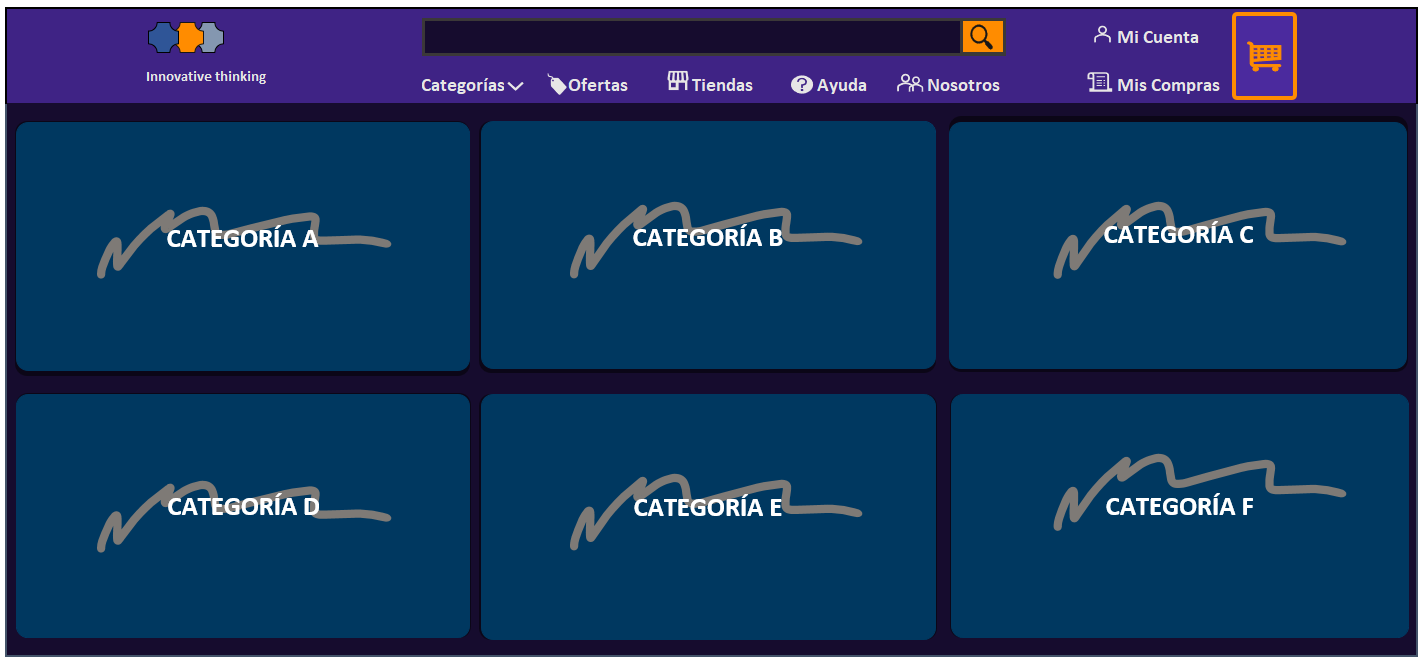 Innovative thinking
Mi Cuenta
Categorías
Ofertas
Tiendas
Ayuda
Nosotros
Mis Compras
CATEGORÍA A
CATEGORÍA B
CATEGORÍA C
CATEGORÍA D
CATEGORÍA E
CATEGORÍA F